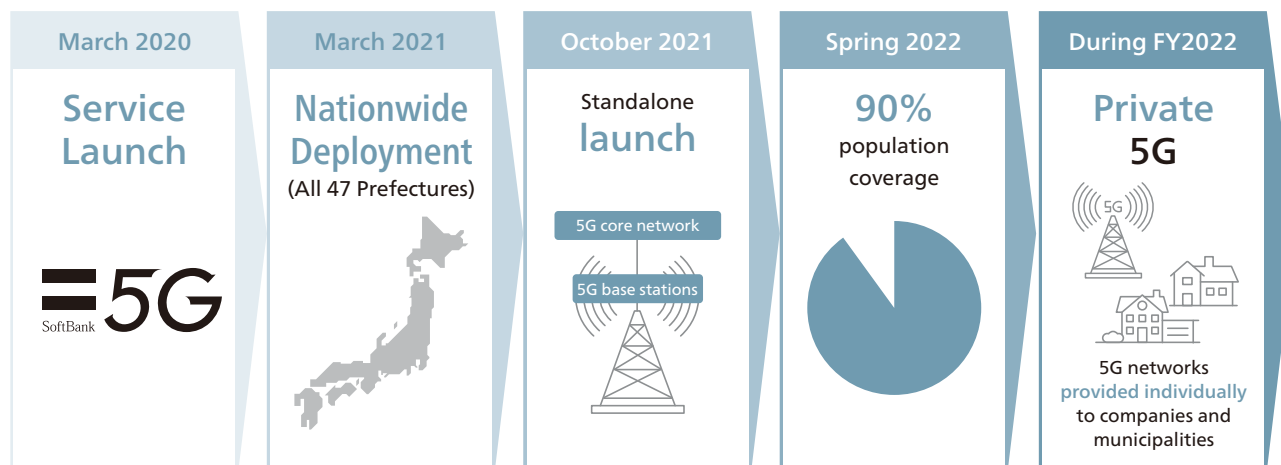 March 2020
Service
Launch
SoftBank
5G
March 2021
Nationwide
Deployment
(All 47 Prefectures)
October 2021
Standalone
launch
5G core network
5G base stations
Spring 2022
90%
population
coverage
During FY2022
Private
5G
5G
5G networks
provided individually
to companies and
municipalities